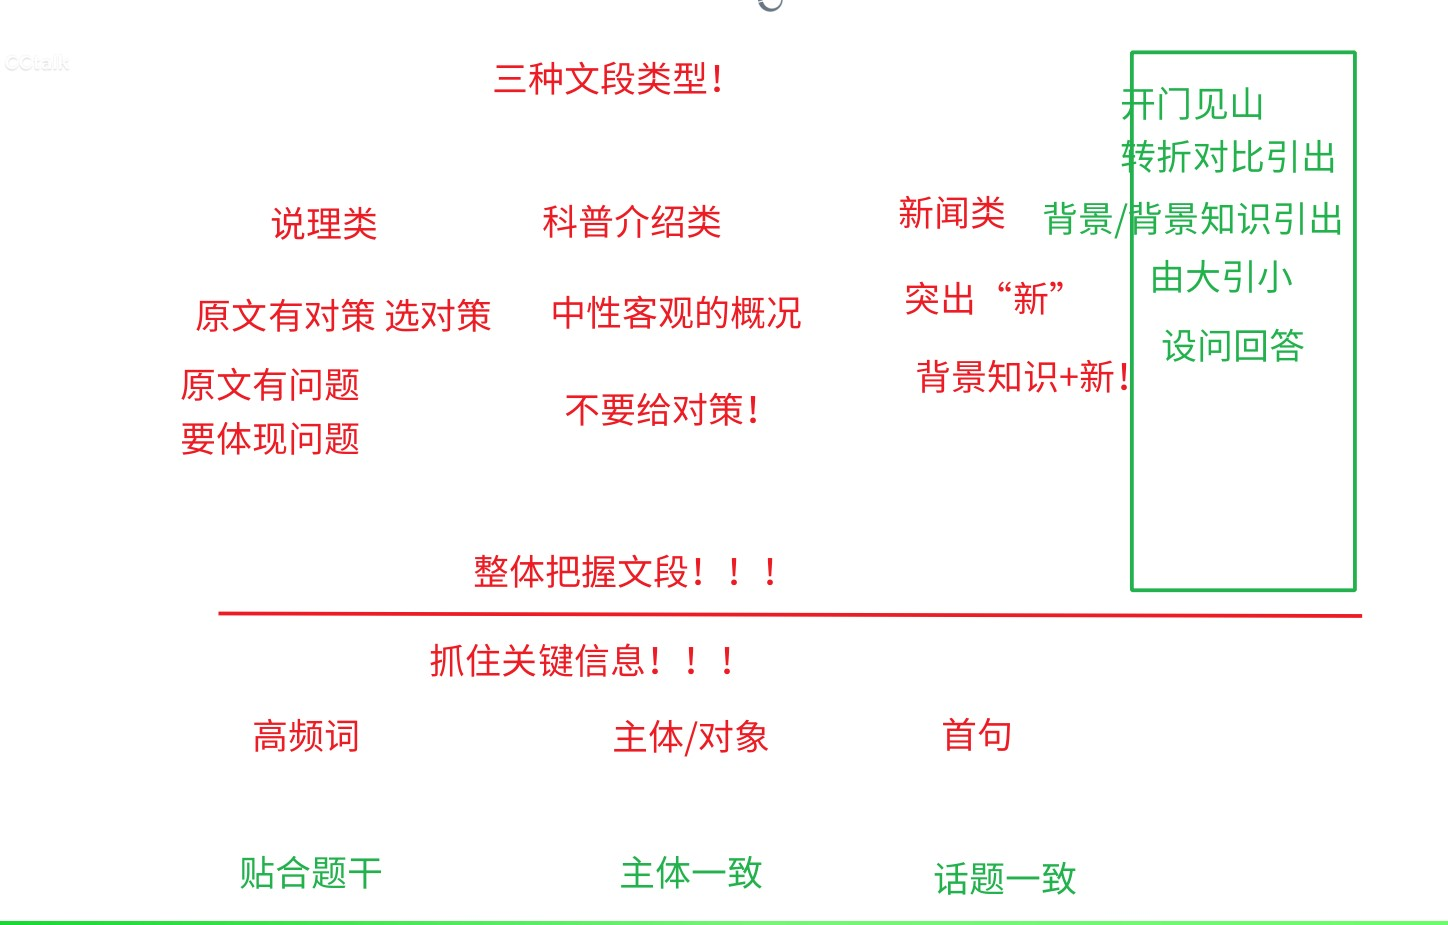 CCtalk
三种文段类型！
说理类
原文有对策 选对策
原文有问题
要体现问题
科普介绍类
中性客观的概况
不要给对策！
新闻类
突出“新”
背景知识+新！
开门见山
转折对比引出
背景/背景知识引出
由大引小
设问回答
整体把握文段！！！
抓住关键信息！！！
高频词
主体/对象
首句
贴合题干
主体一致
话题一致